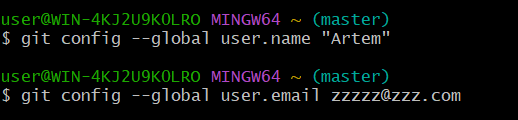 user@WIN-4KJ2U9KOLRO MINGW64 ~ (master)
$ git config --global user.name "Artem"
user@WIN-4KJ2U9KOLRO MINGW64 ~ (master)
$ git config --global user.email zzzzz@zzz.com